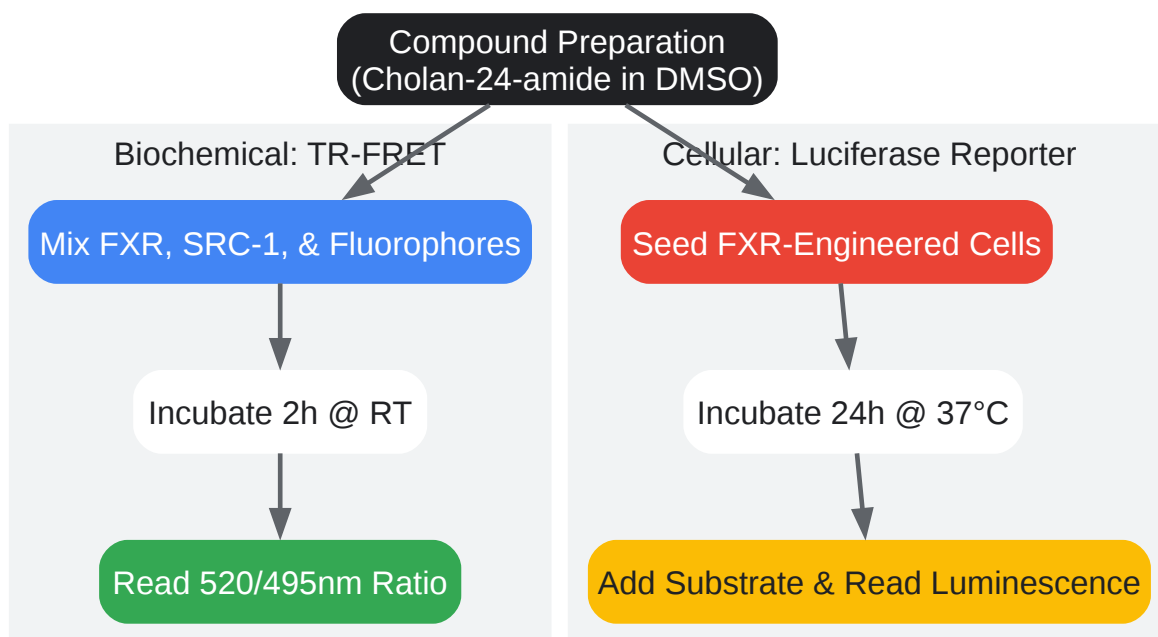 Compound Preparation
(Cholan-24-amide in DMSO)
Biochemical: TR-FRET
Mix FXR, SRC-1, & Fluorophores
Incubate 2h @ RT
Read 520/495nm Ratio
Cellular: Luciferase Reporter
Seed FXR-Engineered Cells
Incubate 24h @ 37°C
Add Substrate & Read Luminescence